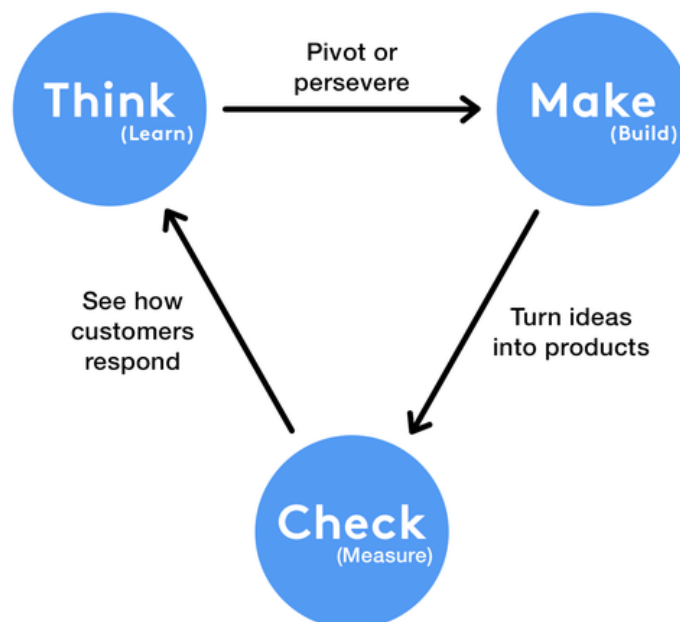 Pivot or
persevere
Think
(Learn)
Make
(Build)
See how
customers
respond
Turn ideas
into products
Check
(Measure)